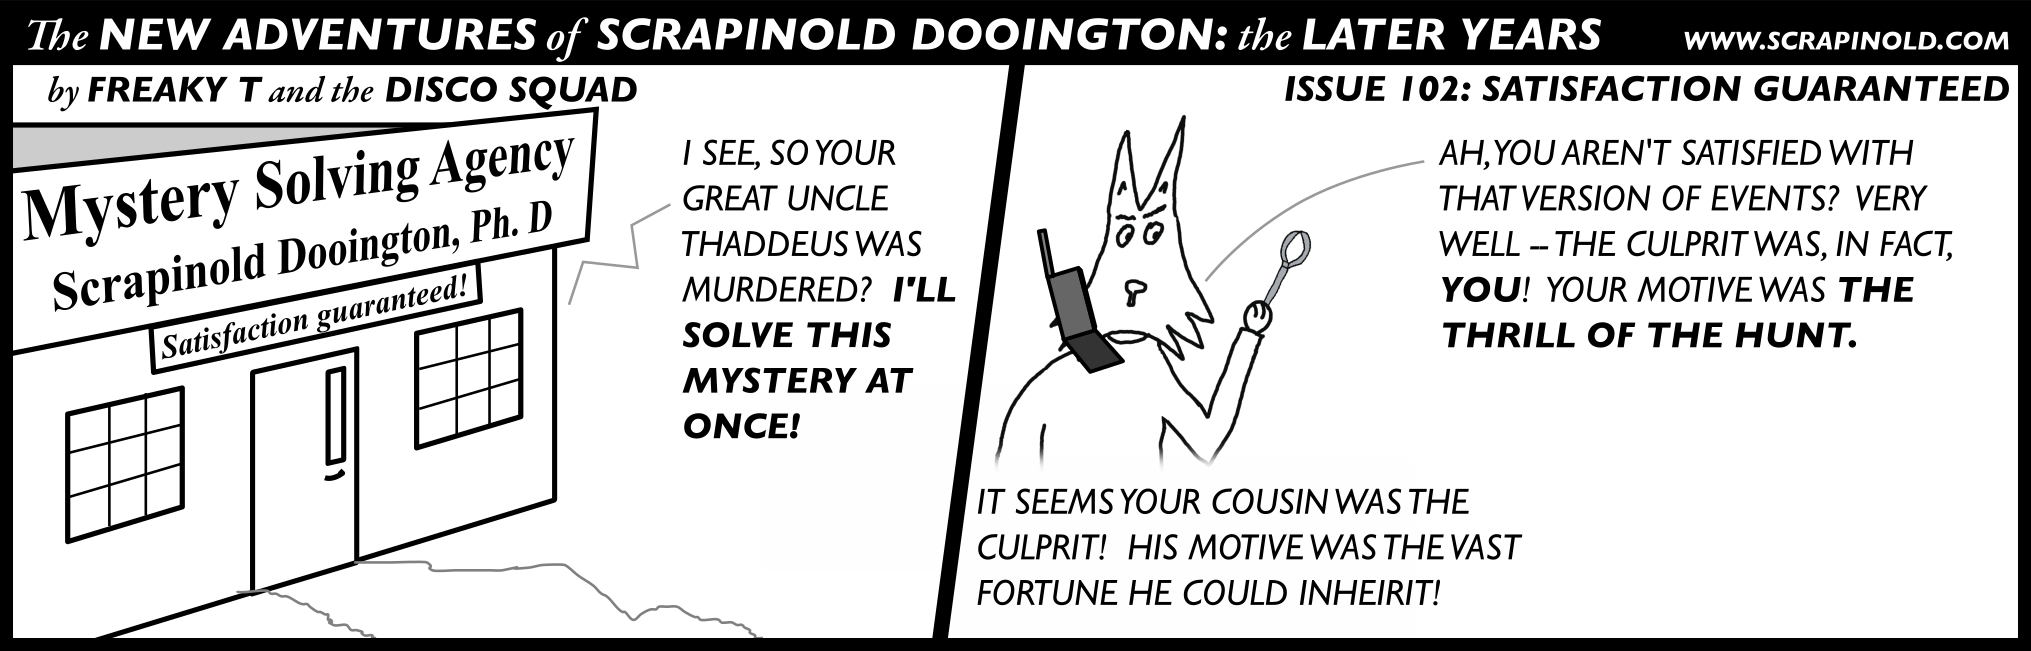 The NEW ADVENTURES of SCRAPINOLD DOOINGTON: the LATER YEARS
WWW.SCRAPINOLD.COM
by FREAKY T and the DISCO SQUAD
Mystery Solving Agency
Scrapinold Dooington, Ph. D
Satisfaction guaranteed!
I SEE, SO YOUR
GREAT UNCLE
THADDEUS WAS
MURDERED? I'LL
SOLVE THIS
MYSTERY AT
ONCE!
ISSUE 102: SATISFACTION GUARANTEED
IT SEEMS YOUR COUSIN WAS THE
CULPRIT! HIS MOTIVE WAS THE VAST
FORTUNE HE COULD INHEIRIT!
AH, YOU AREN'T SATISFIED WITH
THAT VERSION OF EVENTS? VERY
WELL -- THE CULPRIT WAS, IN FACT,
YOU! YOUR MOTIVE WAS THE
THRILL OF THE HUNT.